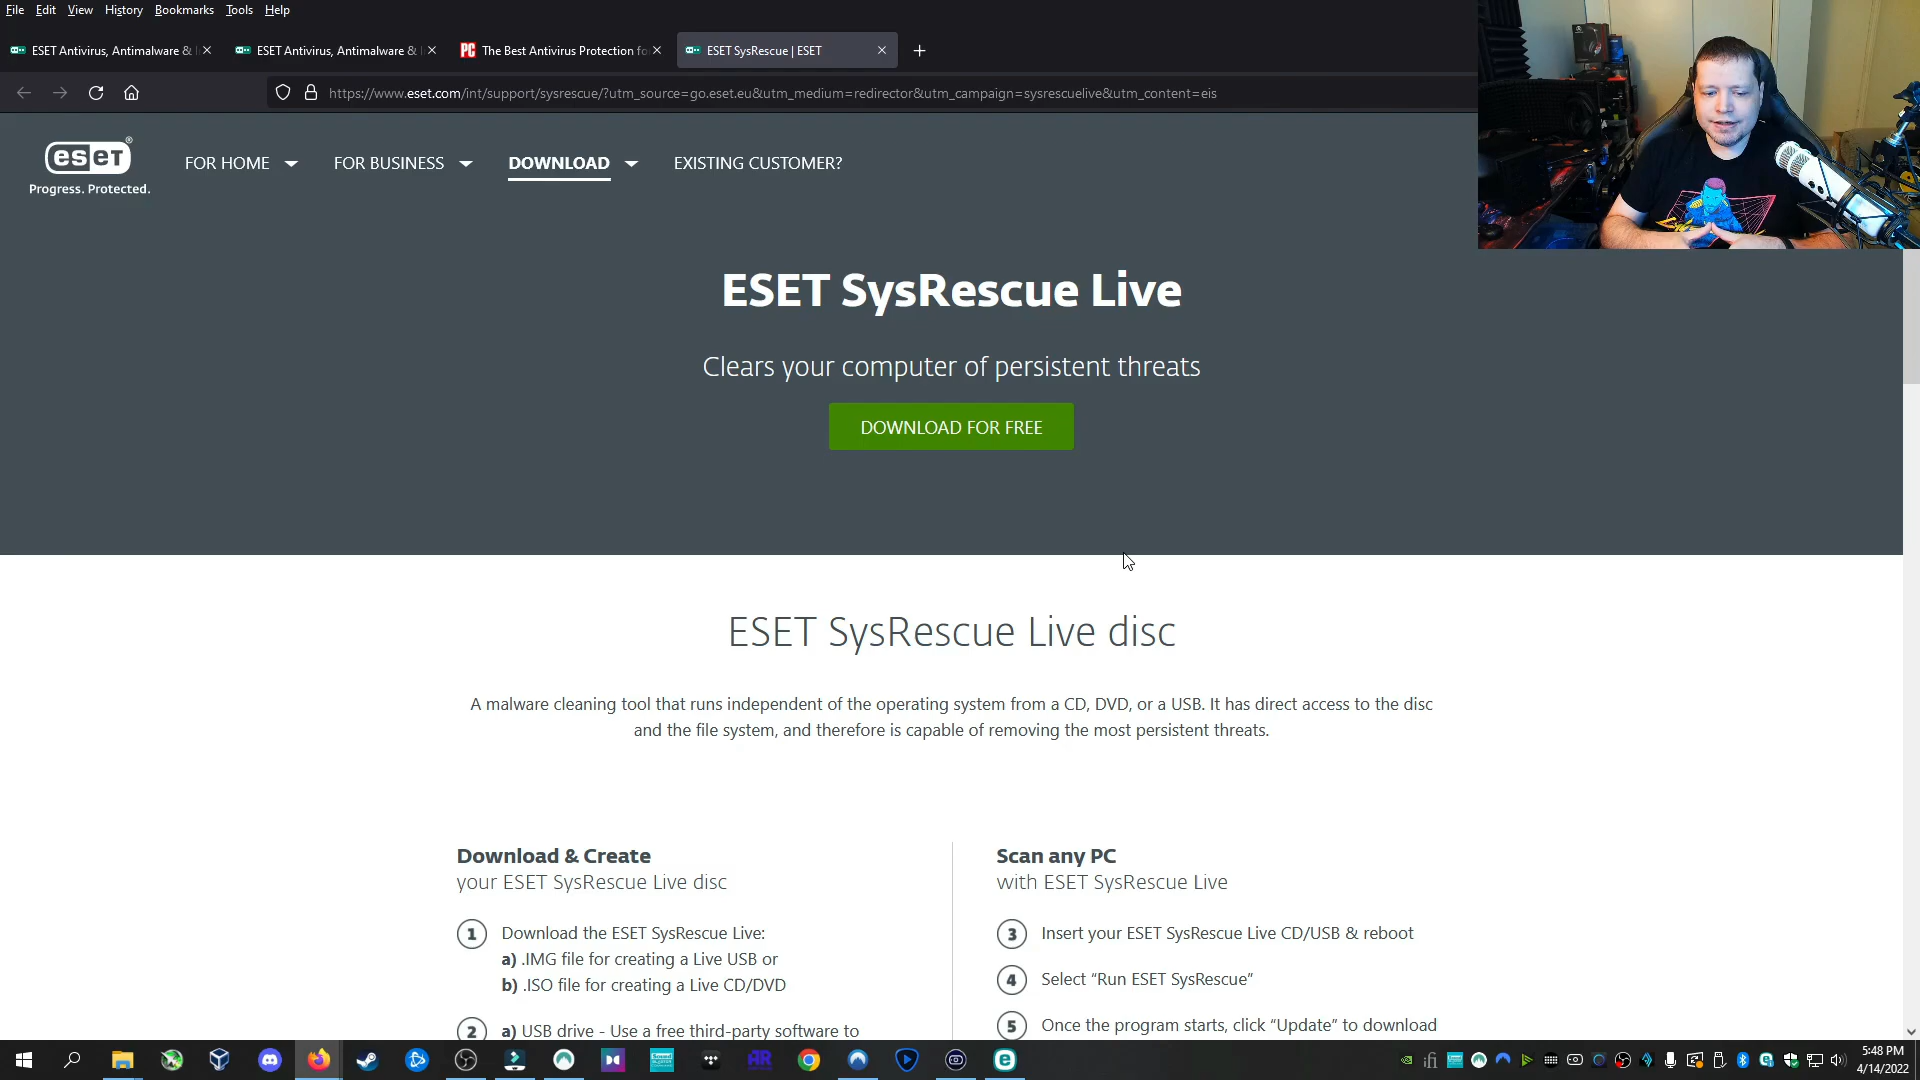 File Edit View History Bookmarks Tools Help
ESET Antivirus, Antimalware &
ESET Antivirus, Antimalware &
PC The Best Antivirus Protection fo
ESET SysRescue | ESET
https://www.eset.com/int/support/sysrescue/?utm_source=go.eset.eu&utm_medium=redirector&utm_campaign=sysrescuelive&utm_content=eis
eset®
Progress. Protected.
FOR HOME
FOR BUSINESS
DOWNLOAD
EXISTING CUSTOMER?
ESET SysRescue Live
Clears your computer of persistent threats
DOWNLOAD FOR FREE
ESET SysRescue Live disc
A malware cleaning tool that runs independent of the operating system from a CD, DVD, or a USB. It has direct access to the disc
and the file system, and therefore is capable of removing the most persistent threats.
Download & Create
your ESET SysRescue Live disc
1 Download the ESET SysRescue Live:
a) .IMG file for creating a Live USB or
b) .ISO file for creating a Live CD/DVD
2 a) USB drive - Use a free third-party software to
Scan any PC
with ESET SysRescue Live
3 Insert your ESET SysRescue Live CD/USB & reboot
4 Select “Run ESET SysRescue”
5 Once the program starts, click “Update” to download
5:48 PM
4/14/2022